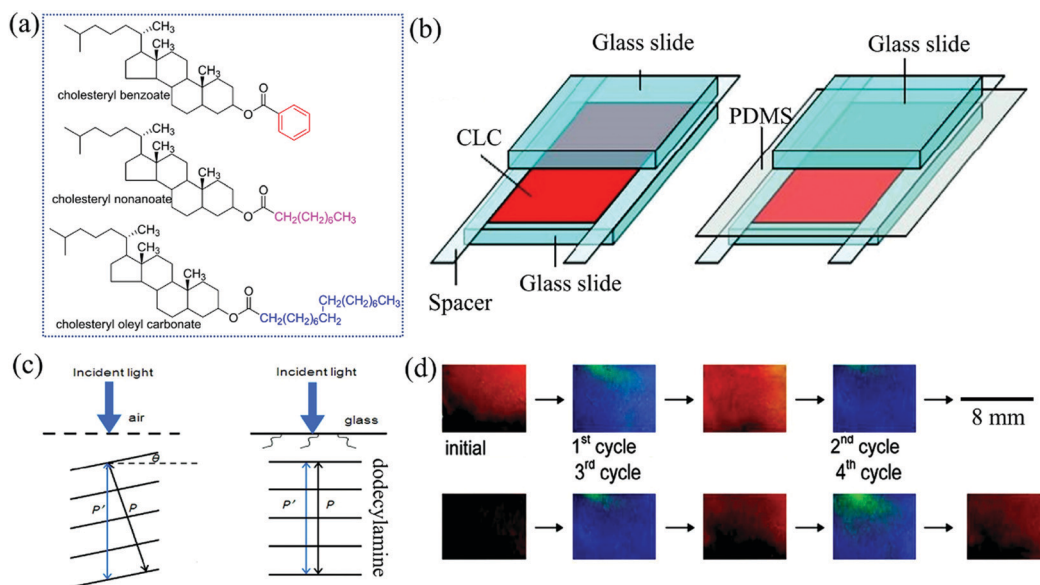 (a)
CH₃
CH₃
CH₃
cholesteryl benzoate
O
O
CH₃
CH₃
CH₃
cholesteryl nonanoate
O
O
CH₂(CH₂)₆CH₃
CH₃
CH₃
CH₃
cholesteryl oleyl carbonate
O
O
CH₂(CH₂)₆CH₃
CH₂(CH₂)₆CH₂
(b)
Glass slide
Glass slide
CLC
PDMS
Glass slide
Spacer
(c)
Incident light
Incident light
air
glass
θ
P'
P
P'
P
dodecylamine
(d)
initial
1st cycle
2nd cycle
8 mm
3rd cycle
4th cycle